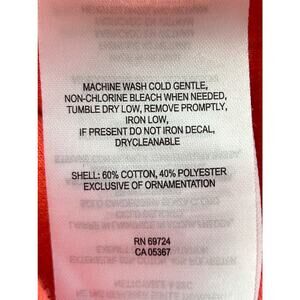 MACHINE WASH COLD GENTLE,
NON-CHLORINE BLEACH WHEN NEEDED,
TUMBLE DRY LOW, REMOVE PROMPTLY,
IRON LOW,
IF PRESENT DO NOT IRON DECAL,
DRYCLEANABLE
SHELL: 60% COTTON, 40% POLYESTER
EXCLUSIVE OF ORNAMENTATION
RN 69724
CA 05367